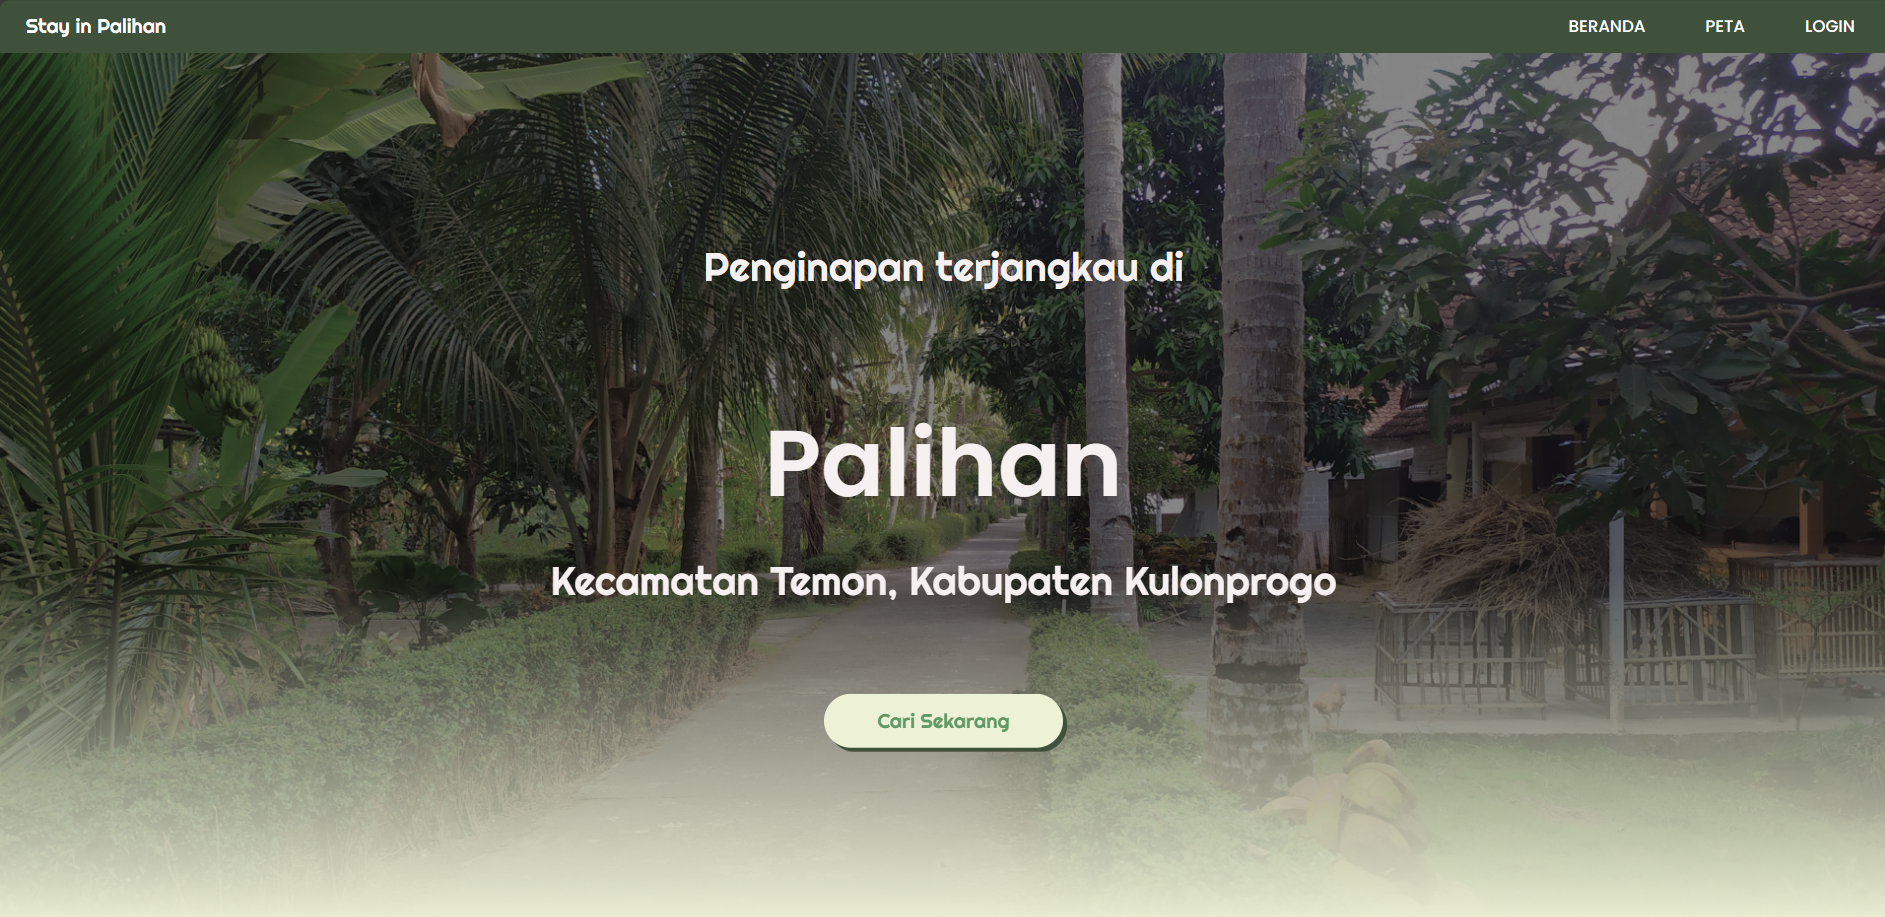 Stay in Palihan
BERANDA PETA LOGIN
Penginapan terjangkau di
Palihan
Kecamatan Temon, Kabupaten Kulonprogo
Cari Sekarang